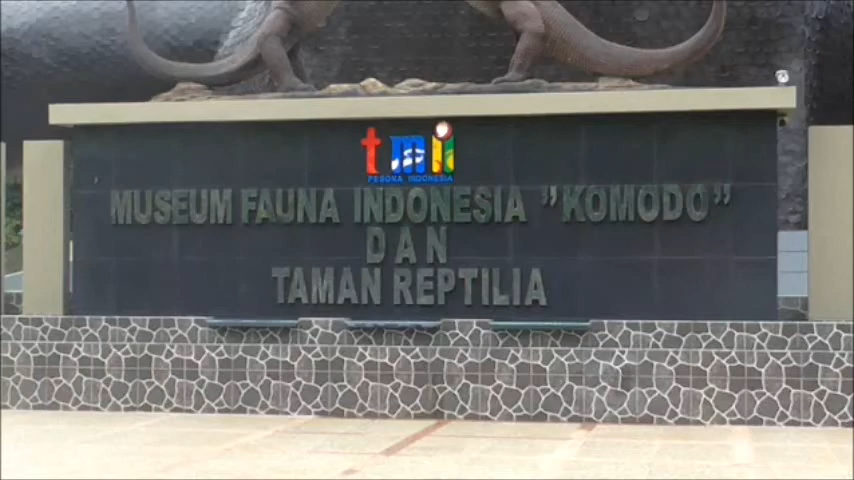 tmii
PESONA INDONESIA
MUSEUM FAUNA INDONESIA "KOMODO"
DAN
TAMAN REPTILIA